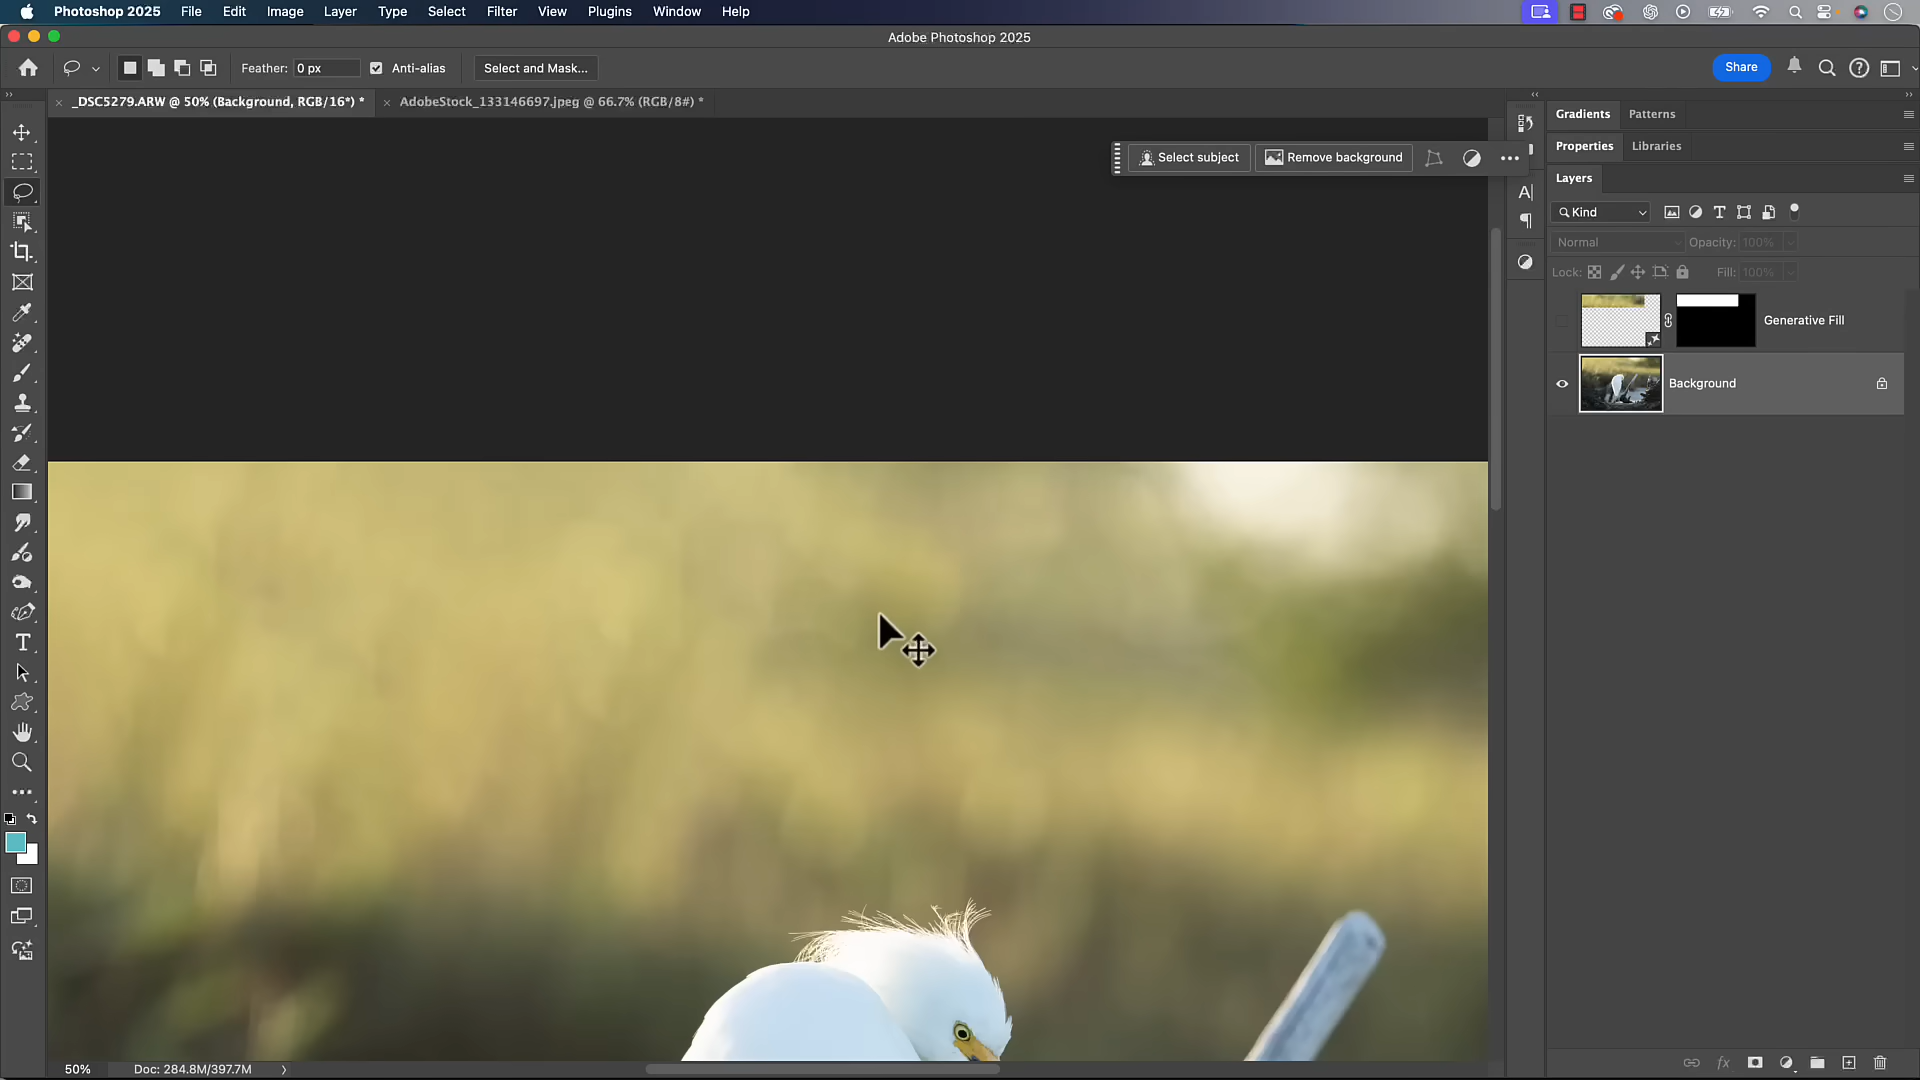 Photoshop 2025 File Edit Image Layer Type Select Filter View Plugins Window Help
Adobe Photoshop 2025
Feather: 0 px Anti-alias Select and Mask... Share
_DSC5279.ARW @ 50% (Background, RGB/16*) * AdobeStock_133146697.jpeg @ 66.7% (RGB/8#) *
Gradients Patterns
Properties Libraries
Select subject Remove background
Layers
Kind
Normal Opacity: 100%
Lock: Fill: 100%
Generative Fill
Background
50% Doc: 284.8M/397.7M